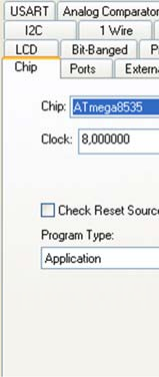 USART Analog Comparator
I2C 1 Wire
LCD Bit-Banged
Chip Ports
Chip: ATmega8535
Clock: 8,000000
Check Reset Source
Program Type:
Application